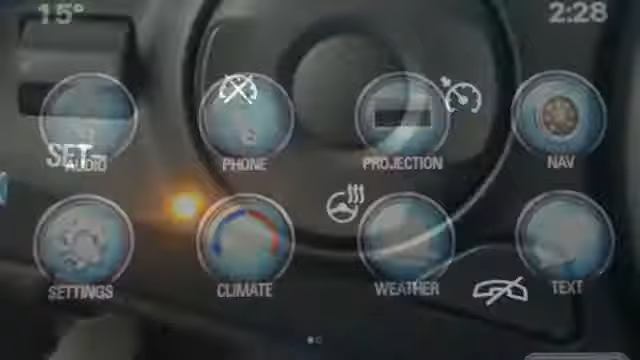 15° 2:28
SET
AUDIO PHONE PROJECTION NAV
SETTINGS CLIMATE WEATHER TEXT